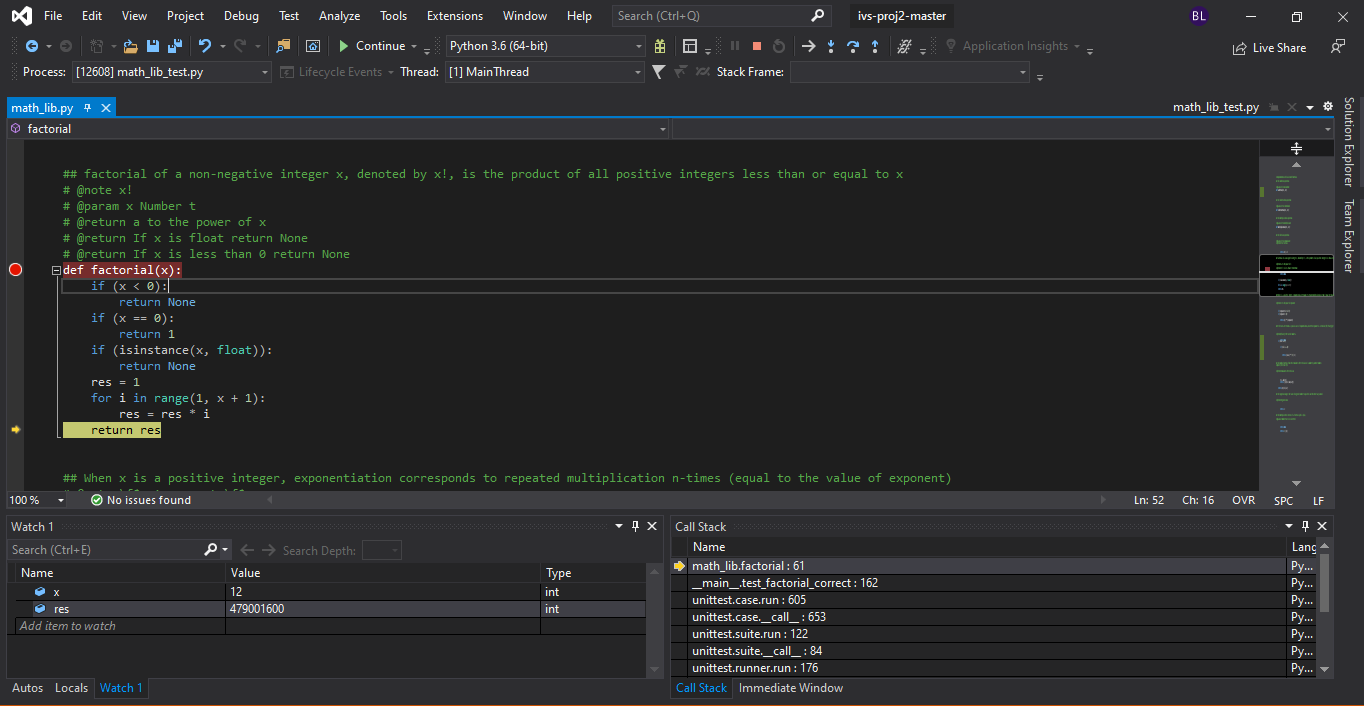 File Edit View Project Debug Test Analyze Tools Extensions Window Help Search (Ctrl+Q) ivs-proj2-master BL
Continue Python 3.6 (64-bit) Application Insights Live Share
Process: [12608] math_lib_test.py Lifecycle Events Thread: [1] MainThread Stack Frame:
math_lib.py math_lib_test.py
factorial
Solution Explorer
Team Explorer
## factorial of a non-negative integer x, denoted by x!, is the product of all positive integers less than or equal to x
# @note x!
# @param x Number t
# @return a to the power of x
# @return If x is float return None
# @return If x is less than 0 return None
def factorial(x):
if (x < 0):
return None
if (x == 0):
return 1
if (isinstance(x, float)):
return None
res = 1
for i in range(1, x + 1):
res = res * i
return res
## When x is a positive integer, exponentiation corresponds to repeated multiplication n-times (equal to the value of exponent)
100 % No issues found Ln: 52 Ch: 16 OVR SPC LF
Watch 1
Search (Ctrl+E) Search Depth:
Name Value Type
x 12 int
res 479001600 int
Add item to watch
Autos Locals Watch 1
Call Stack
Name Lang
math_lib.factorial : 61 Py...
__main__.test_factorial_correct : 162 Py...
unittest.case.run : 605 Py...
unittest.case.__call__ : 653 Py...
unittest.suite.run : 122 Py...
unittest.suite.__call__ : 84 Py...
unittest.runner.run : 176 Py...
Call Stack Immediate Window